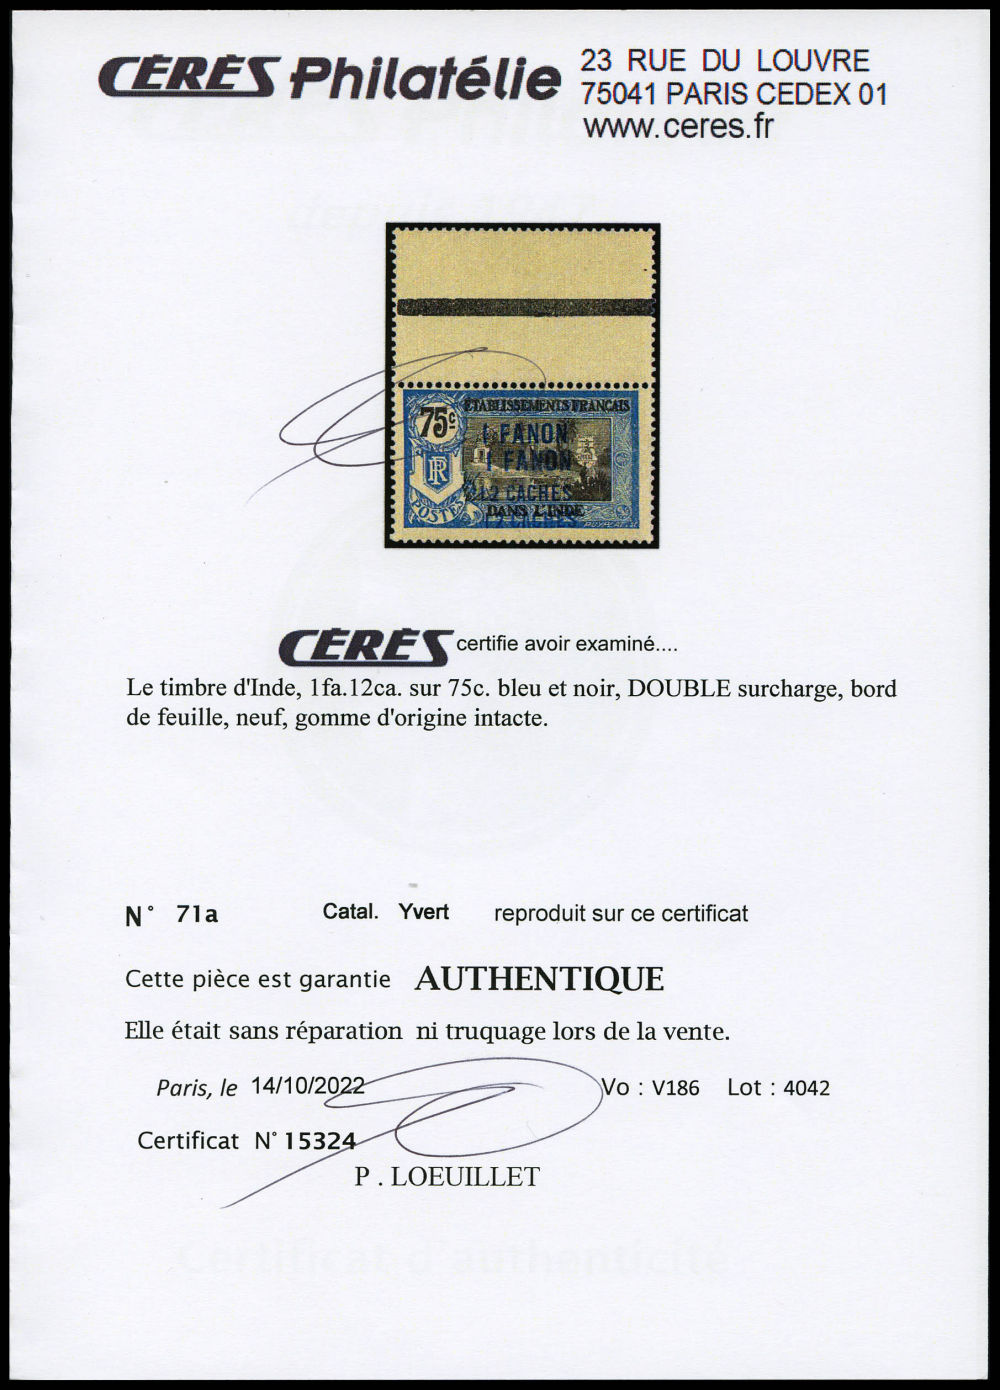 CÉRÈS Philatélie
23 RUE DU LOUVRE
75041 PARIS CEDEX 01
www.ceres.fr
75c
ÉTABLISSEMENTS FRANÇAIS
1 FANON
1 FANON
RF
12 CACHES
DANS L'INDE
POSTES
CÉRÈS certifie avoir examiné....
Le timbre d'Inde, 1fa.12ca. sur 75c. bleu et noir, DOUBLE surcharge, bord
de feuille, neuf, gomme d'origine intacte.
N° 71a Catal. Yvert reproduit sur ce certificat
Cette pièce est garantie AUTHENTIQUE
Elle était sans réparation ni truquage lors de la vente.
Paris, le 14/10/2022 Vo : V186 Lot : 4042
Certificat N° 15324
P . LOEUILLET
Certificat d'authenticité